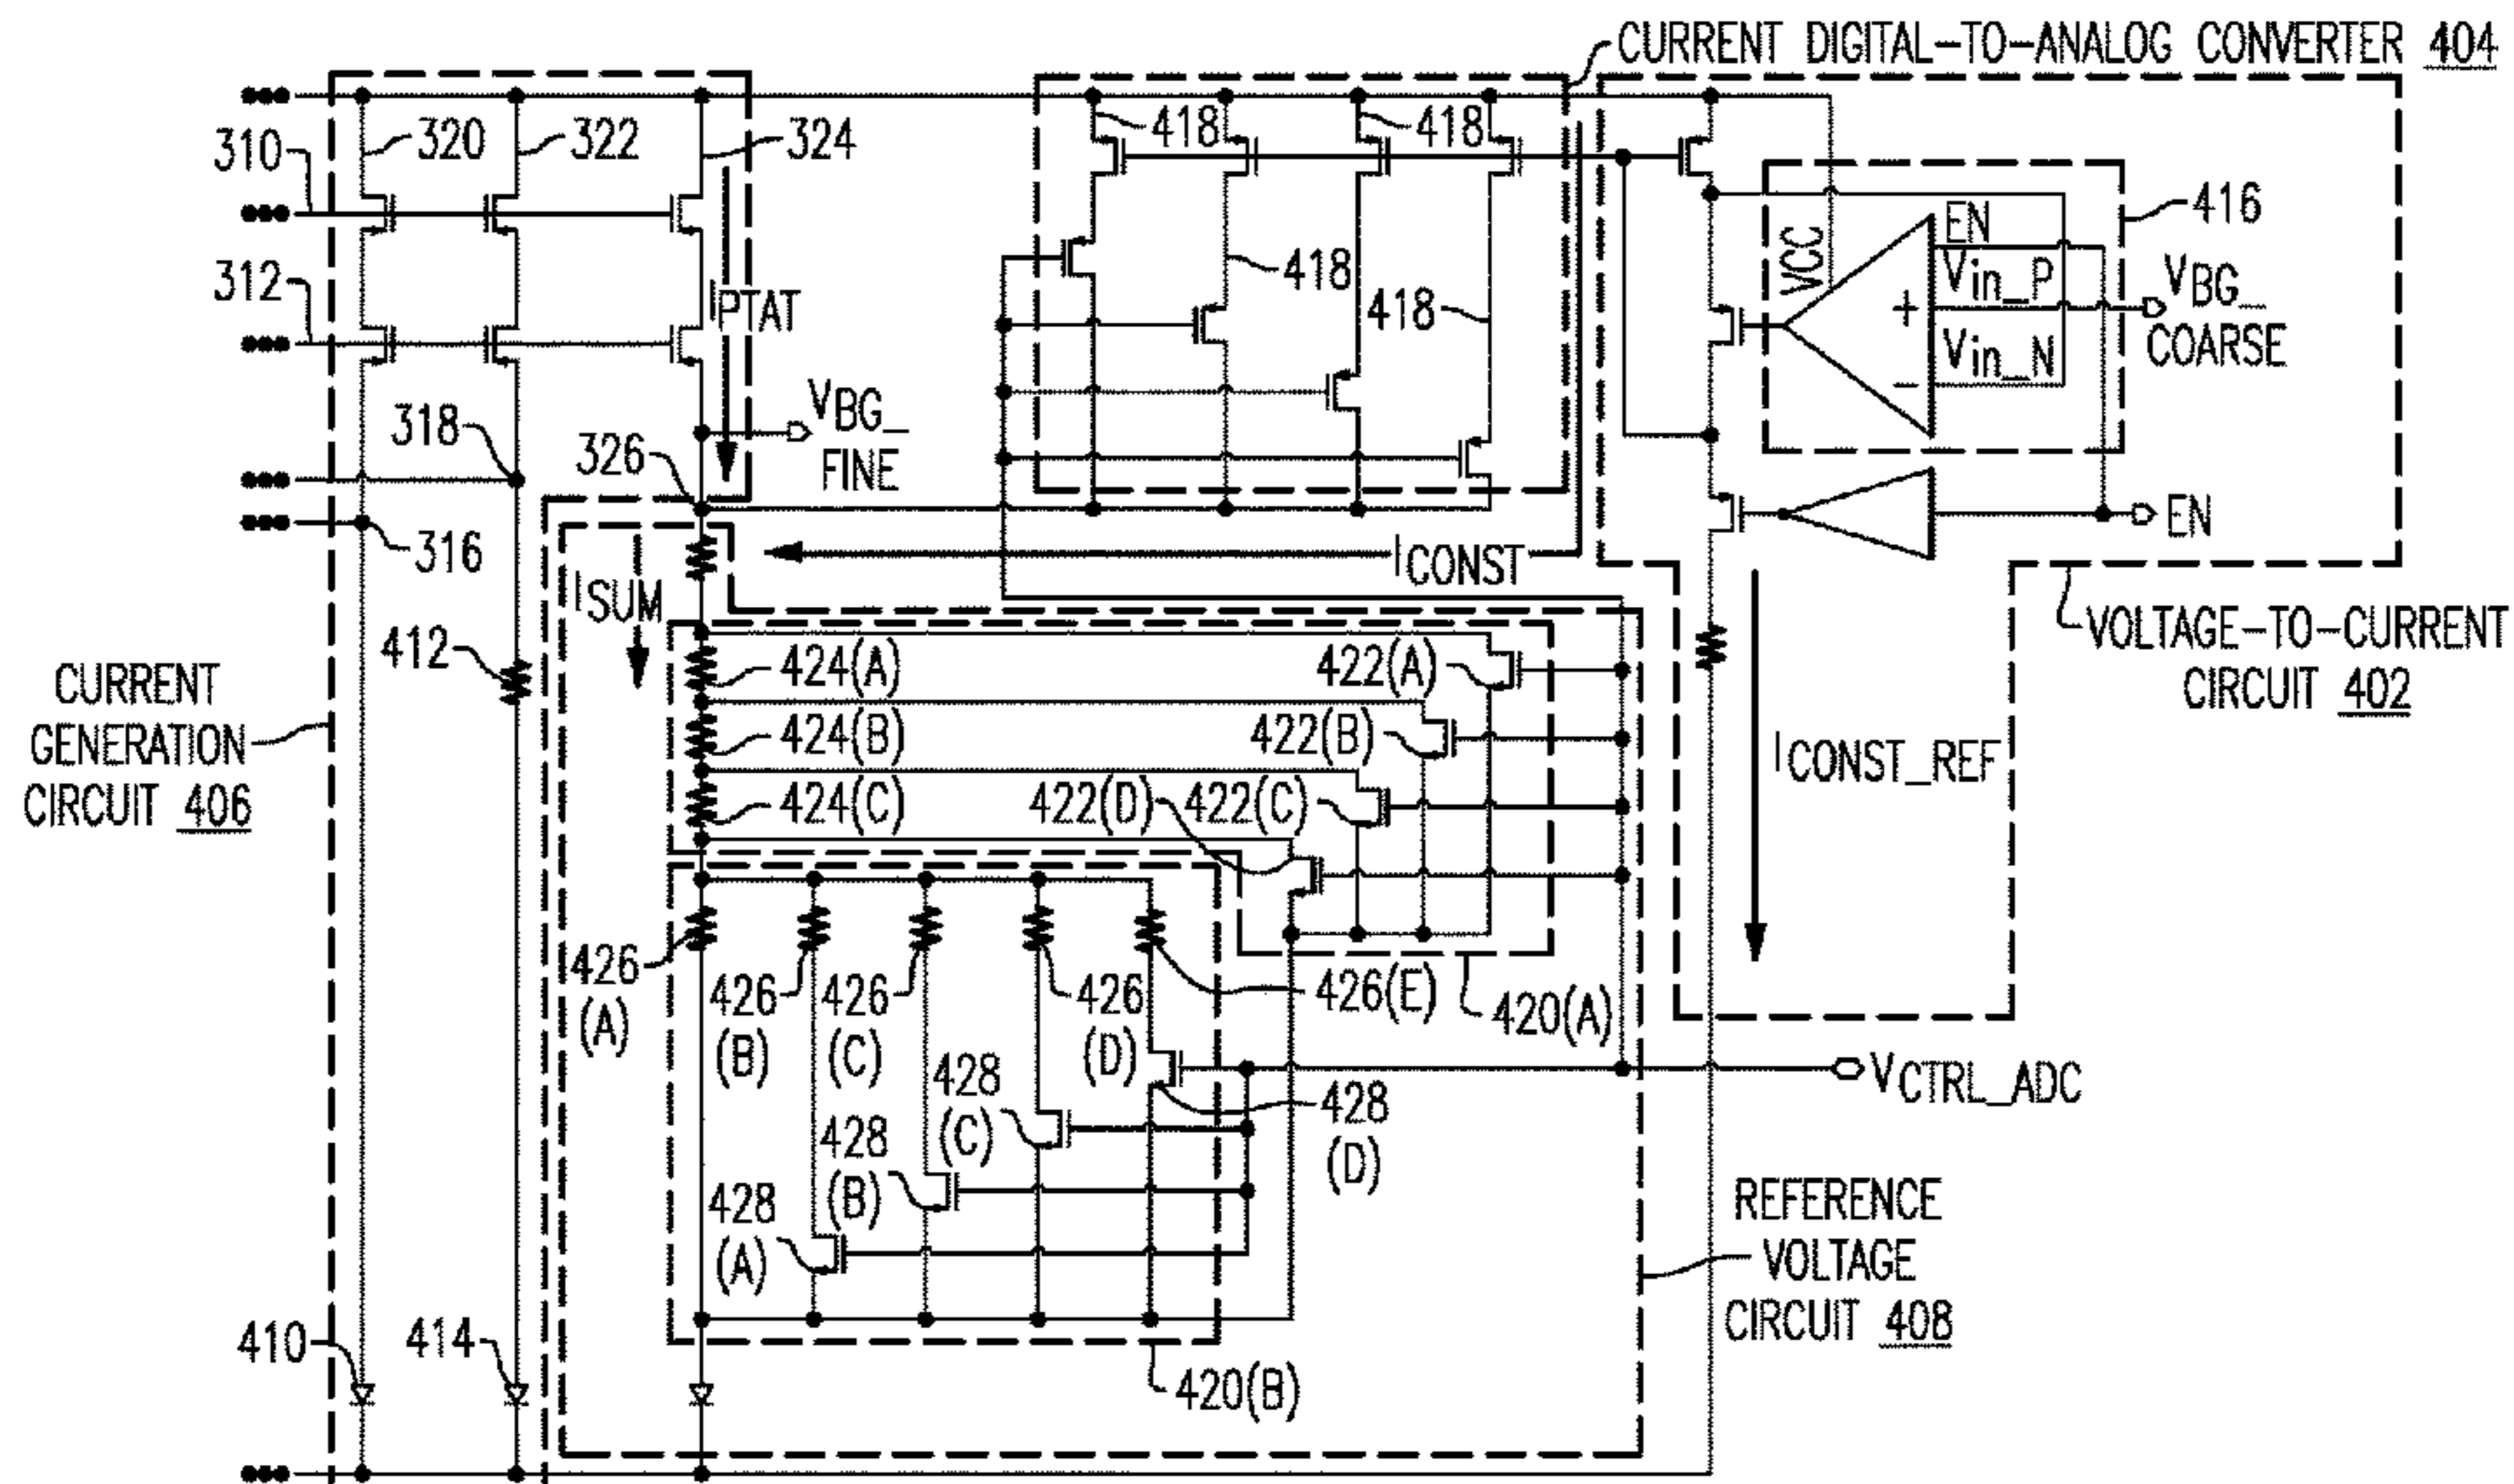 CURRENT DIGITAL-TO-ANALOG CONVERTER 404
310
320
322
324
418
418
416
VCC
EN
Vin_P
+
Vin_N
−
VBG_
COARSE
312
IPTAT
418
418
318
326
VBG_
FINE
316
EN
ICONST
ISUM
412
424(A)
422(A)
VOLTAGE-TO-CURRENT
CIRCUIT 402
CURRENT
GENERATION
CIRCUIT 406
424(B)
422(B)
ICONST_REF
424(C)
422(D)
422(C)
426
(A)
426
(B)
426
(C)
426
(D)
426(E)
420(A)
428
(C)
428
(D)
VCTRL_ADC
428
(B)
428
(A)
REFERENCE
VOLTAGE
CIRCUIT 408
410
414
420(B)